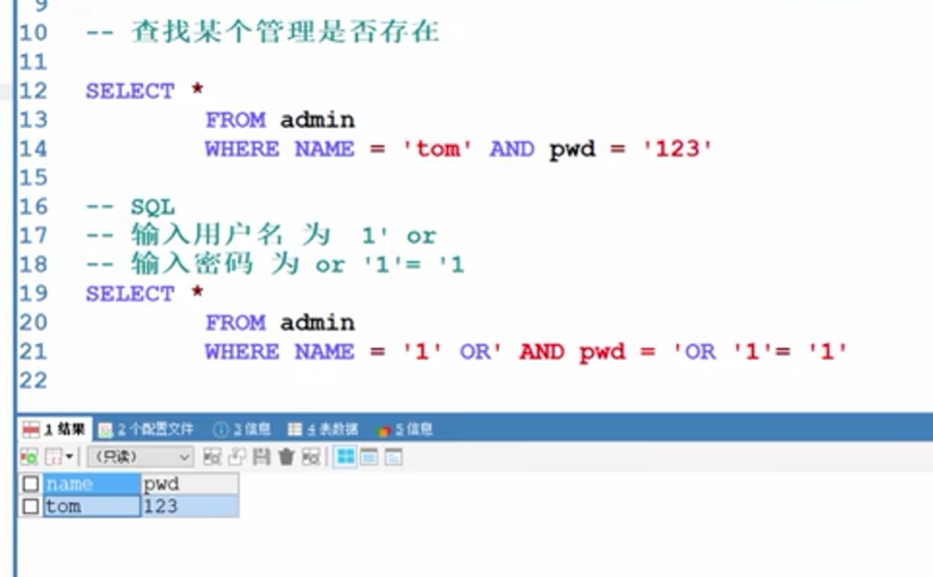 9
10 -- 查找某个管理是否存在
11
12 SELECT *
13 FROM admin
14 WHERE NAME = 'tom' AND pwd = '123'
15
16 -- SQL
17 -- 输入用户名 为 1' or
18 -- 输入密码 为 or '1'= '1
19 SELECT *
20 FROM admin
21 WHERE NAME = '1' OR' AND pwd = 'OR '1'= '1'
22
1 结果 2 个配置文件 3 信息 4 表数据 5 信息
(只读)
name pwd
tom 123